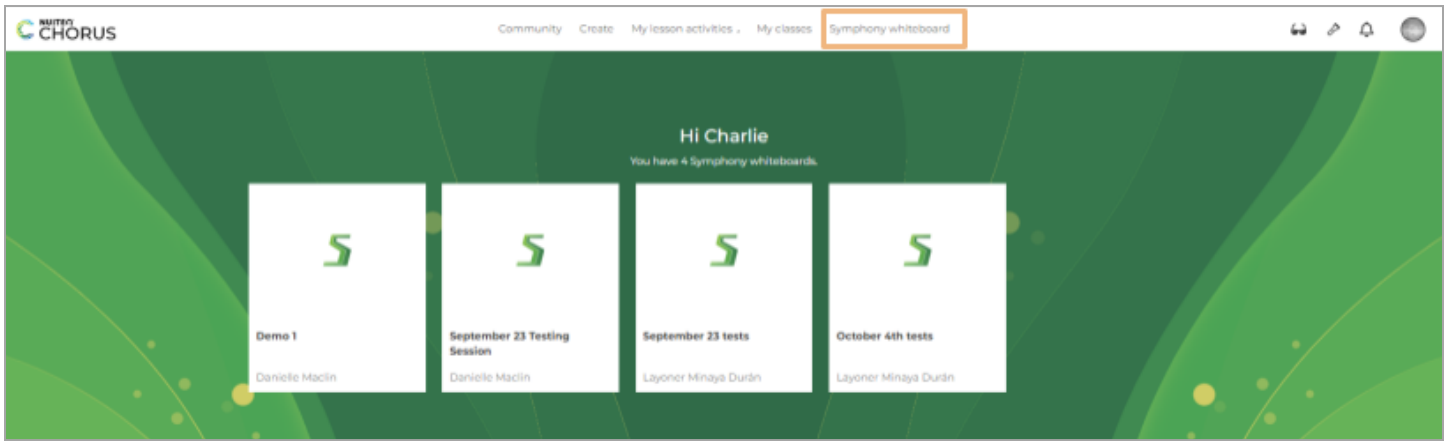 NUITEQ
CHORUS
Community Create My lesson activities My classes Symphony whiteboard
Hi Charlie
You have 4 Symphony whiteboards.
Demo 1
Danielle Maclin
September 23 Testing
Session
Danielle Maclin
September 23 tests
Layoner Minaya Durán
October 4th tests
Layoner Minaya Durán